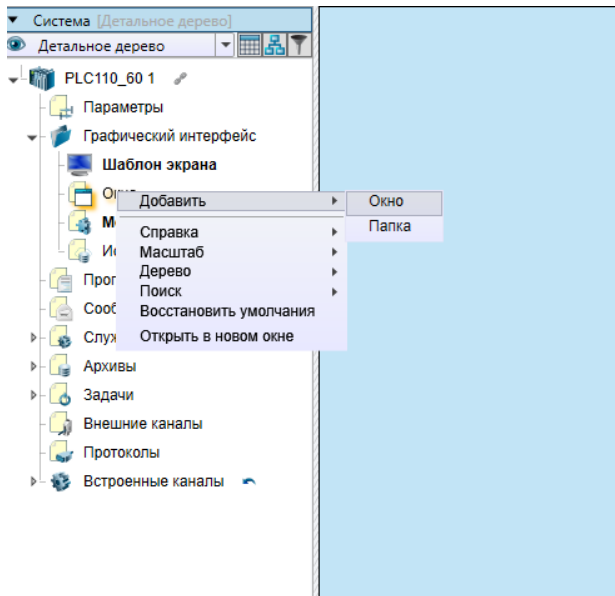 Система [Детальное дерево]
Детальное дерево
PLC110_60 1
Параметры
Графический интерфейс
Шаблон экрана
Добавить
Окно
Папка
Справка
Масштаб
Дерево
Поиск
Восстановить умолчания
Открыть в новом окне
Архивы
Задачи
Внешние каналы
Протоколы
Встроенные каналы